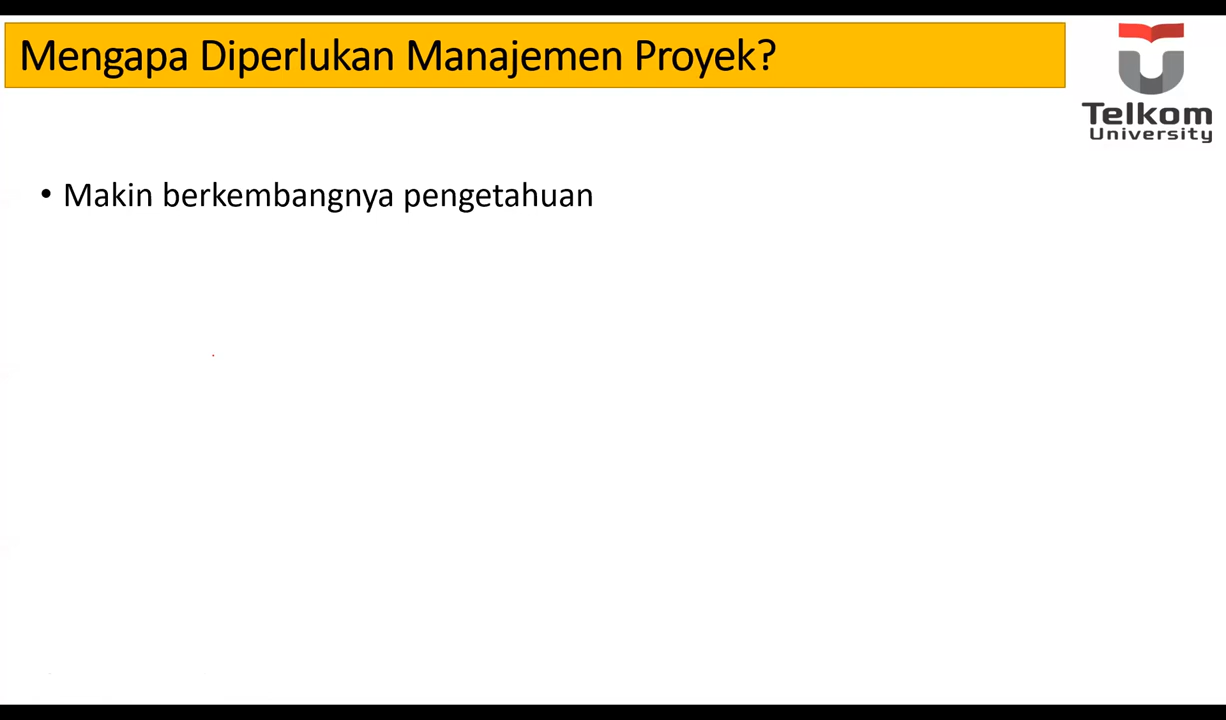 Mengapa Diperlukan Manajemen Proyek?
Telkom
University
• Makin berkembangnya pengetahuan